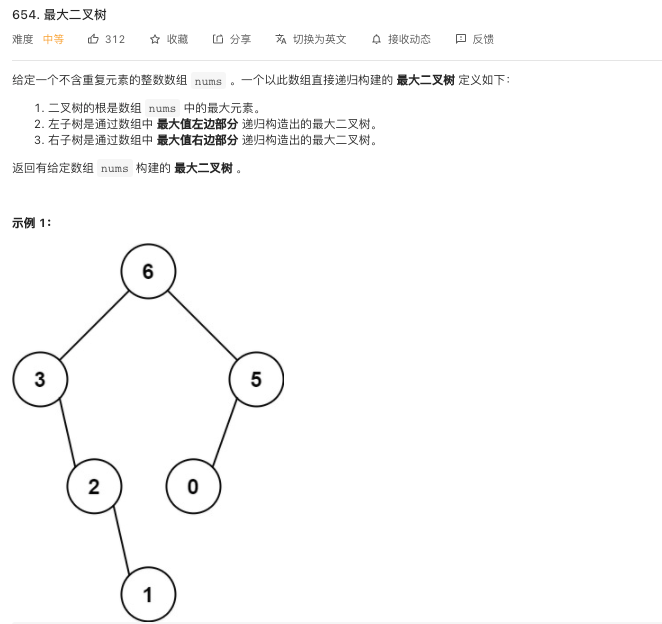 654. 最大二叉树
难度 中等 312 收藏 分享 切换为英文 接收动态 反馈
给定一个不含重复元素的整数数组 nums 。一个以此数组直接递归构建的 最大二叉树 定义如下：
1. 二叉树的根是数组 nums 中的最大元素。
2. 左子树是通过数组中 最大值左边部分 递归构造出的最大二叉树。
3. 右子树是通过数组中 最大值右边部分 递归构造出的最大二叉树。
返回有给定数组 nums 构建的 最大二叉树 。
示例 1：
6
3 5
2 0
1